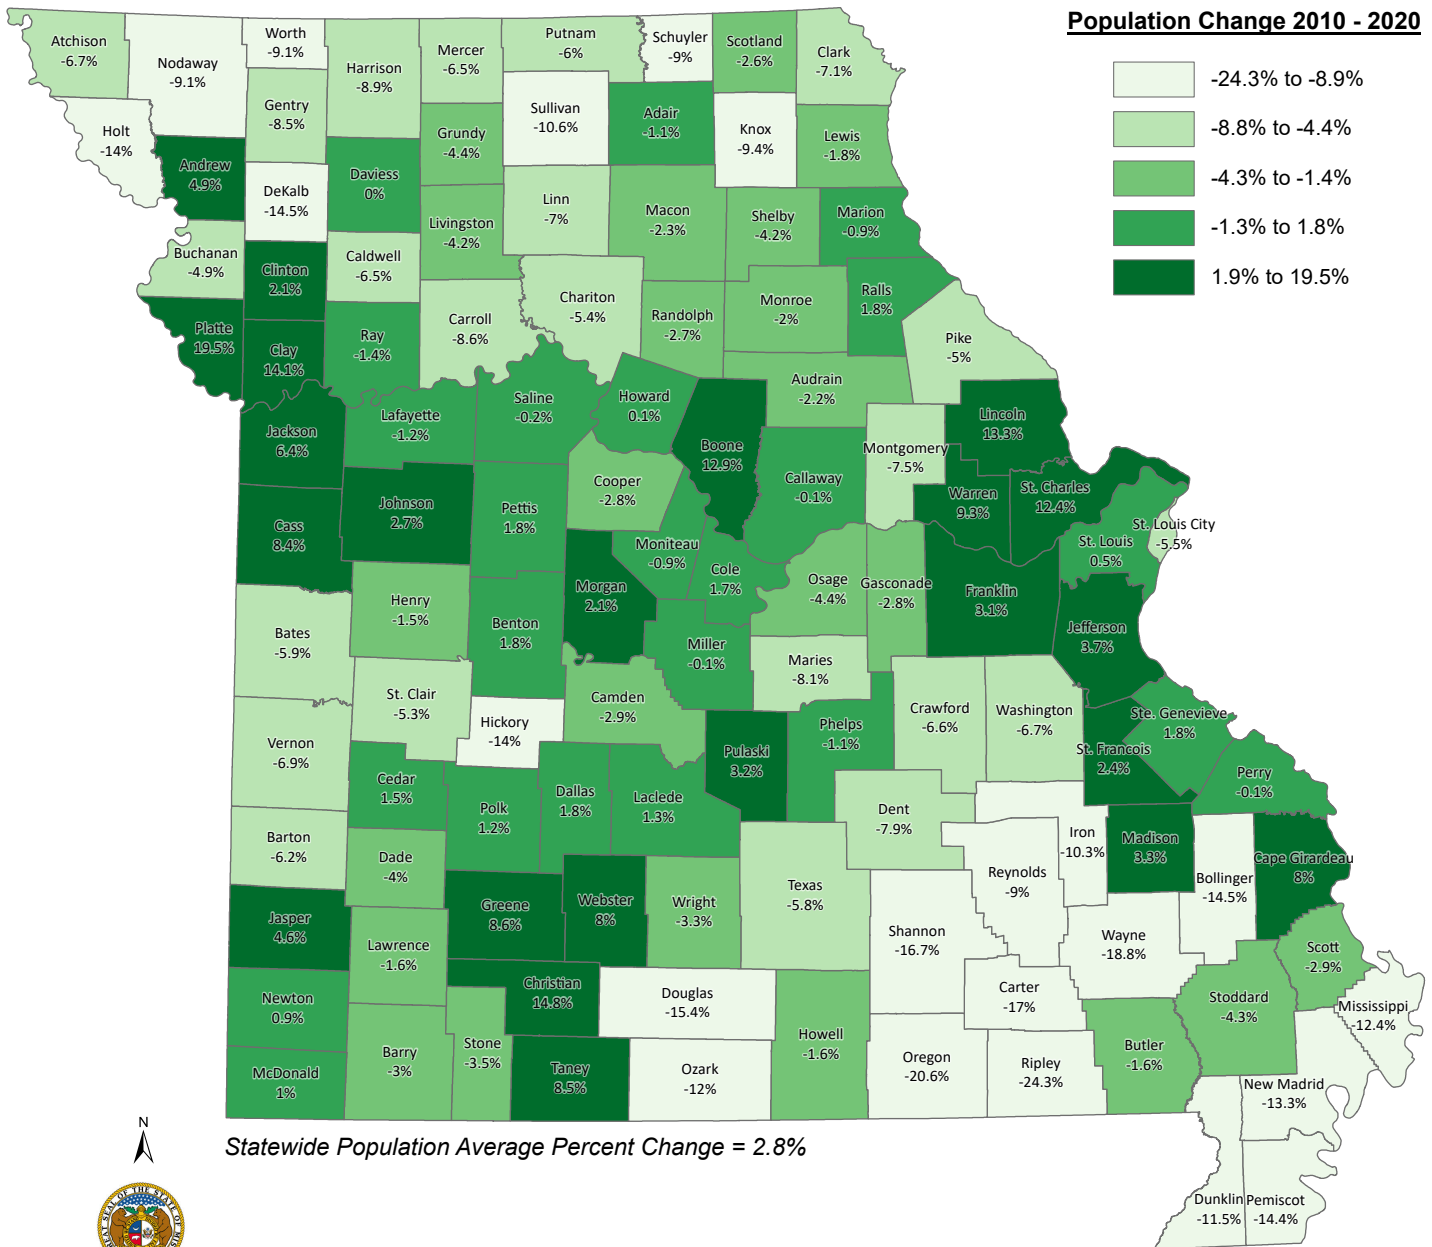 Population Change 2010 - 2020
-24.3% to -8.9%
-8.8% to -4.4%
-4.3% to -1.4%
-1.3% to 1.8%
1.9% to 19.5%
Atchison
-6.7%
Nodaway
-9.1%
Worth
-9.1%
Harrison
-8.9%
Mercer
-6.5%
Putnam
-6%
Schuyler
-9%
Scotland
-2.6%
Clark
-7.1%
Holt
-14%
Andrew
4.9%
Gentry
-8.5%
DeKalb
-14.5%
Daviess
0%
Grundy
-4.4%
Sullivan
-10.6%
Adair
-1.1%
Knox
-9.4%
Lewis
-1.8%
Buchanan
-4.9%
Clinton
2.1%
Caldwell
-6.5%
Livingston
-4.2%
Linn
-7%
Macon
-2.3%
Shelby
-4.2%
Marion
-0.9%
Platte
19.5%
Clay
14.1%
Ray
-1.4%
Carroll
-8.6%
Chariton
-5.4%
Randolph
-2.7%
Monroe
-2%
Ralls
1.8%
Pike
-5%
Jackson
6.4%
Lafayette
-1.2%
Saline
-0.2%
Howard
0.1%
Boone
12.9%
Audrain
-2.2%
Callaway
-0.1%
Montgomery
-7.5%
Lincoln
13.3%
Warren
9.3%
St. Charles
12.4%
St. Louis
0.5%
St. Louis City
-5.5%
Cass
8.4%
Johnson
2.7%
Pettis
1.8%
Cooper
-2.8%
Moniteau
-0.9%
Cole
1.7%
Osage
-4.4%
Gasconade
-2.8%
Franklin
3.1%
Jefferson
3.7%
Bates
-5.9%
Henry
-1.5%
Benton
1.8%
Morgan
2.1%
Miller
-0.1%
Maries
-8.1%
Vernon
-6.9%
St. Clair
-5.3%
Hickory
-14%
Camden
-2.9%
Pulaski
3.2%
Phelps
-1.1%
Crawford
-6.6%
Washington
-6.7%
St. Francois
2.4%
Ste. Genevieve
1.8%
Perry
-0.1%
Cedar
1.5%
Polk
1.2%
Dallas
1.8%
Laclede
1.3%
Dent
-7.9%
Iron
-10.3%
Madison
3.3%
Bollinger
-14.5%
Cape Girardeau
8%
Barton
-6.2%
Dade
-4%
Greene
8.6%
Webster
8%
Wright
-3.3%
Texas
-5.8%
Reynolds
-9%
Shannon
-16.7%
Wayne
-18.8%
Scott
-2.9%
Jasper
4.6%
Lawrence
-1.6%
Christian
14.8%
Douglas
-15.4%
Carter
-17%
Stoddard
-4.3%
Mississippi
-12.4%
Newton
0.9%
McDonald
1%
Barry
-3%
Stone
-3.5%
Taney
8.5%
Ozark
-12%
Howell
-1.6%
Oregon
-20.6%
Ripley
-24.3%
Butler
-1.6%
New Madrid
-13.3%
Dunklin
-11.5%
Pemiscot
-14.4%
N
Statewide Population Average Percent Change = 2.8%